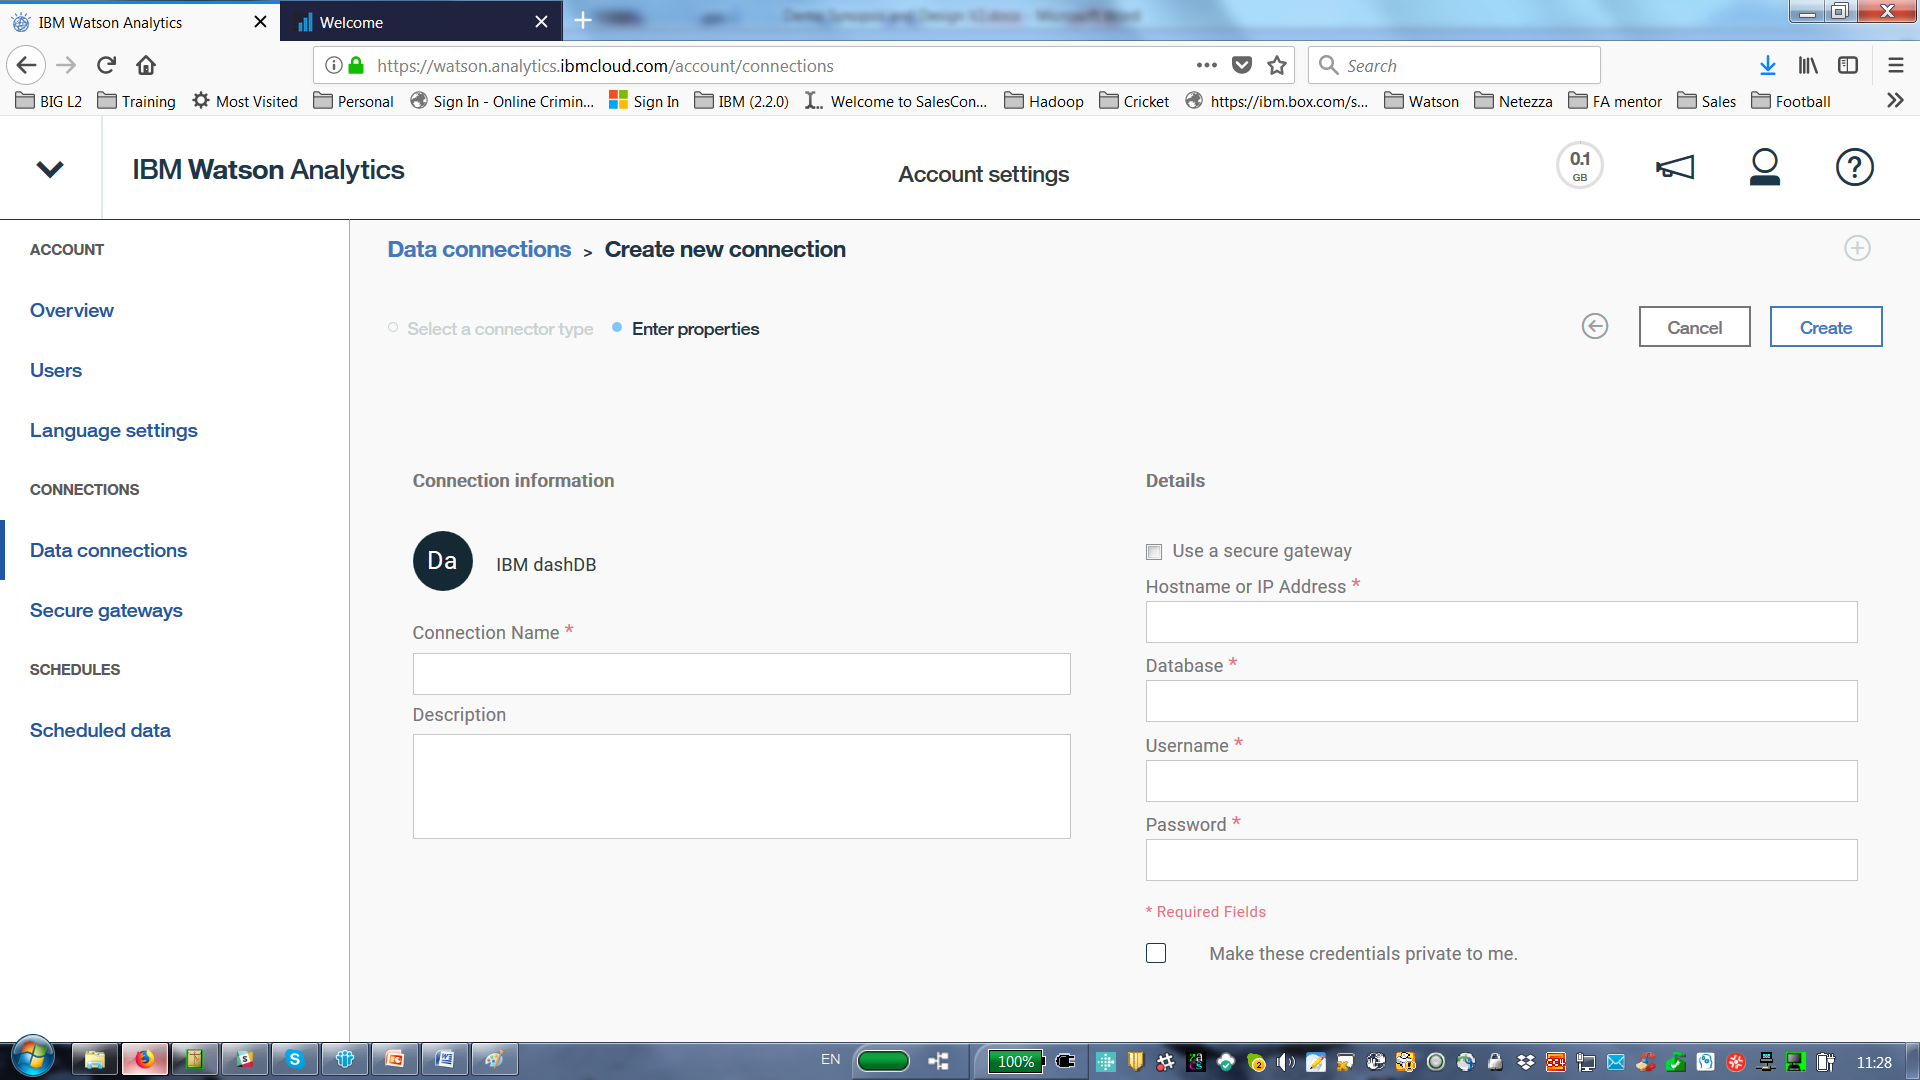 IBM Watson Analytics
Welcome
https://watson.analytics.ibmcloud.com/account/connections
Search
BIG L2
Training
Most Visited
Personal
Sign In - Online Crimin...
Sign In
IBM (2.2.0)
Welcome to SalesCon...
Hadoop
Cricket
https://ibm.box.com/s...
Watson
Netezza
FA mentor
Sales
Football
IBM Watson Analytics
Account settings
0.1
GB
ACCOUNT
Overview
Users
Language settings
CONNECTIONS
Data connections
Secure gateways
SCHEDULES
Scheduled data
Data connections > Create new connection
Select a connector type
Enter properties
Cancel
Create
Connection information
Da
IBM dashDB
Connection Name *
Description
Details
Use a secure gateway
Hostname or IP Address *
Database *
Username *
Password *
* Required Fields
Make these credentials private to me.
EN
100%
11:28